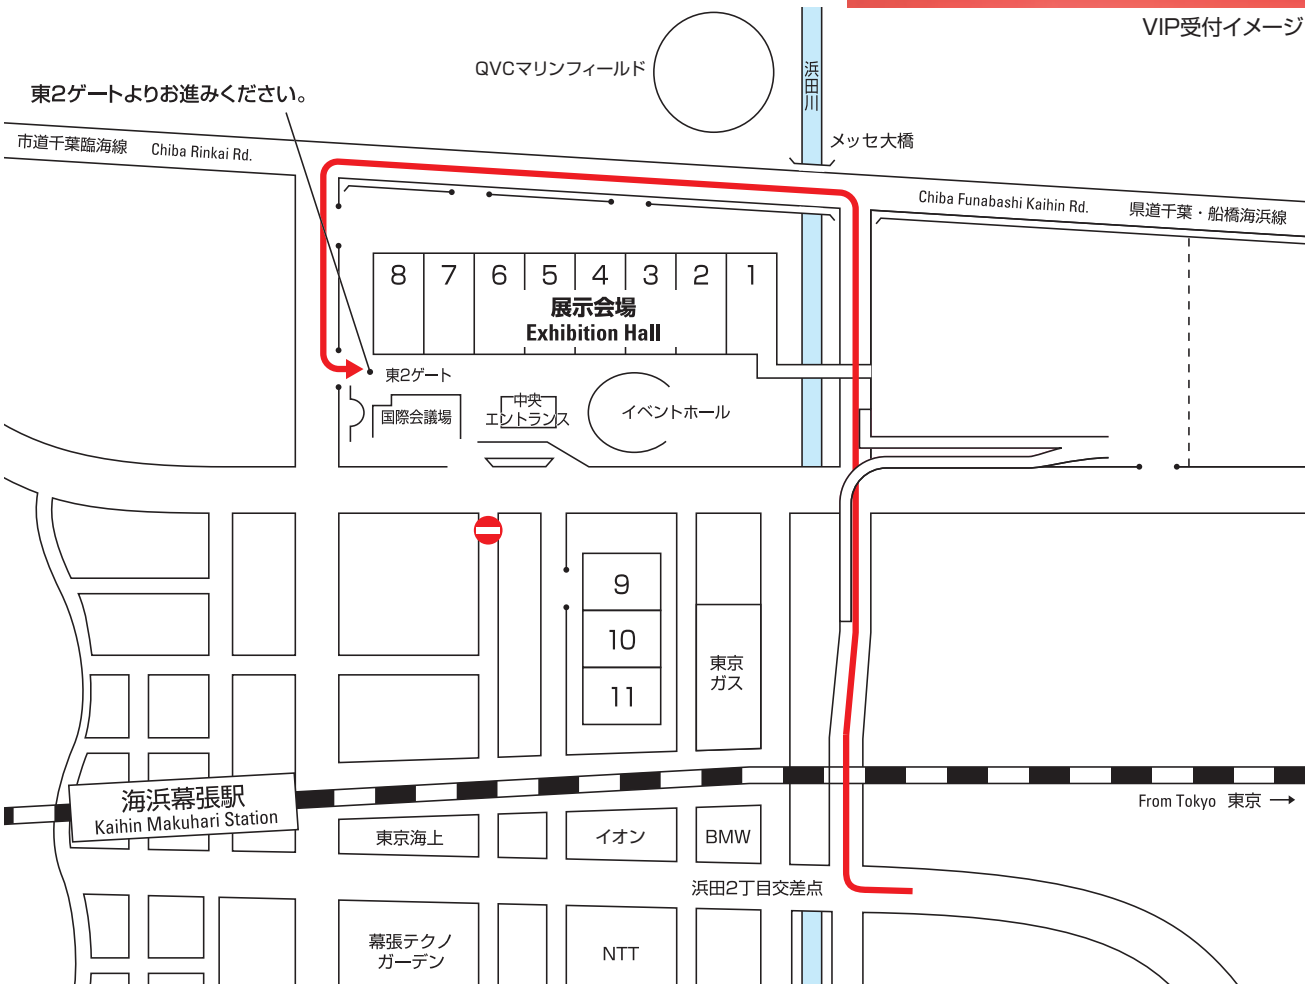 VIP受付イメージ
QVCマリンフィールド
浜田川
東2ゲートよりお進みください。
メッセ大橋
市道千葉臨海線 Chiba Rinkai Rd.
Chiba Funabashi Kaihin Rd. 県道千葉・船橋海浜線
8 7 6 5 4 3 2 1
展示会場
Exhibition Hall
東2ゲート
国際会議場
中央
エントランス
イベントホール
9
10
11
東京
ガス
海浜幕張駅
Kaihin Makuhari Station
From Tokyo 東京 →
東京海上
イオン
BMW
浜田2丁目交差点
幕張テクノ
ガーデン
NTT